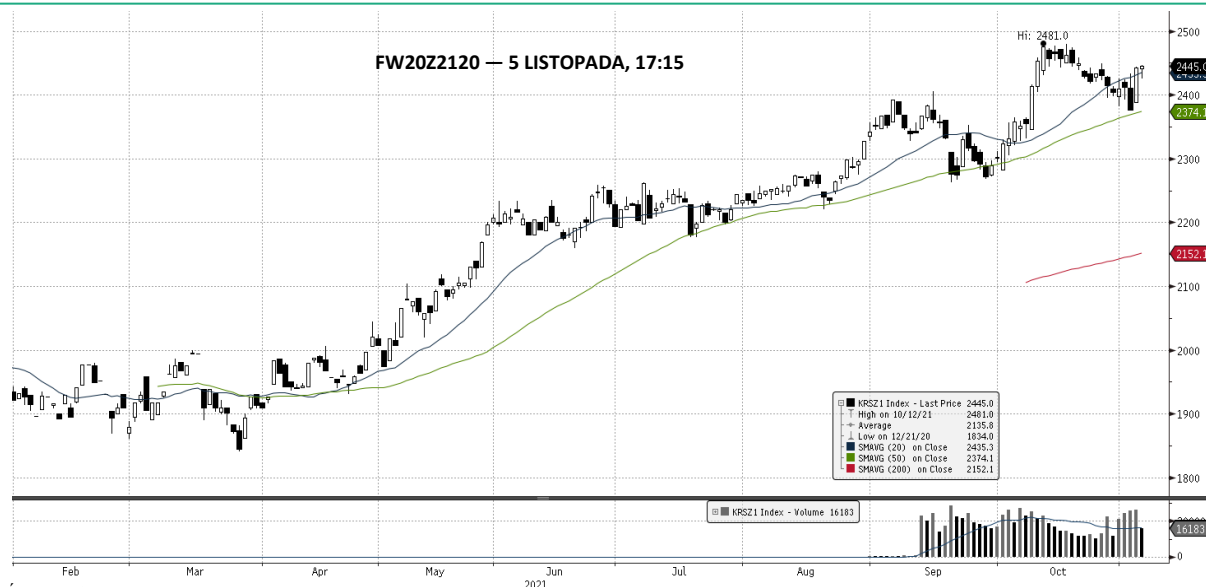 FW20Z2120 — 5 LISTOPADA, 17:15
Hi: 2481.0
2500
2445.0
2400
2374.1
2300
2200
2152.1
2100
2000
1900
1800
KRSZ1 Index - Last Price 2445.0
High on 10/12/21 2481.0
Average 2135.8
Low on 12/21/20 1834.0
SMAVG (20) on Close 2435.3
SMAVG (50) on Close 2374.1
SMAVG (200) on Close 2152.1
KRSZ1 Index - Volume 16183
16183
0
Feb Mar Apr May Jun Jul Aug Sep Oct
2021